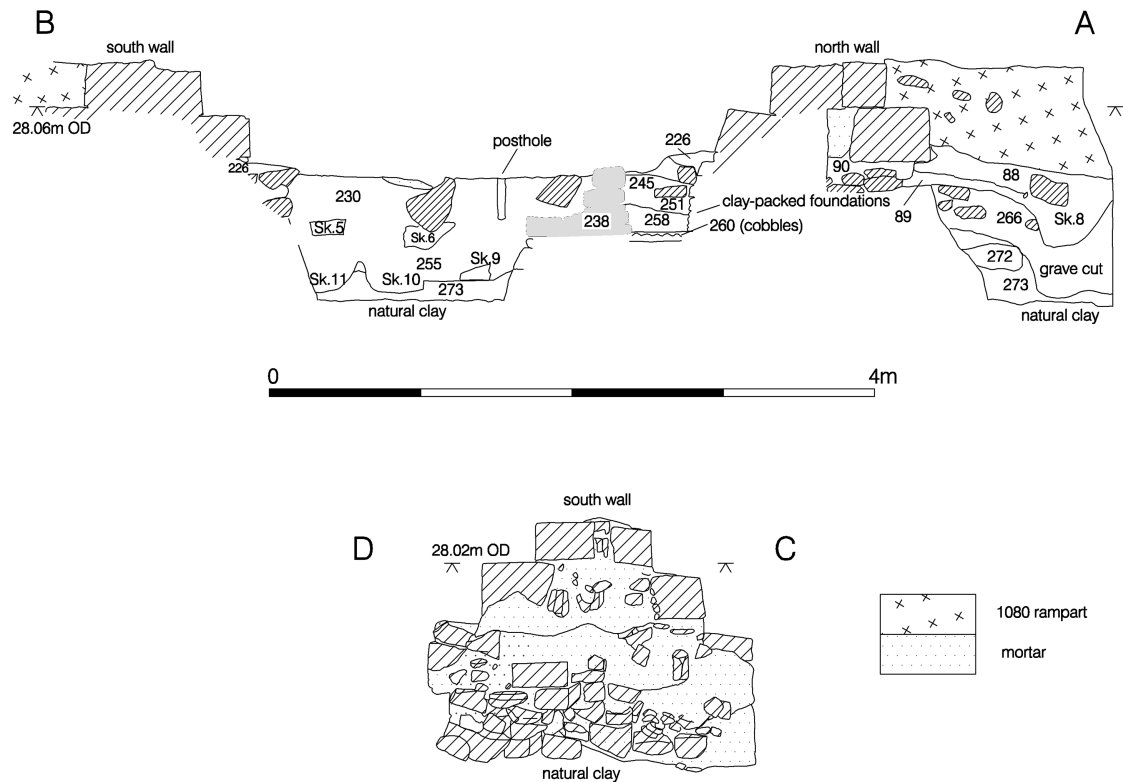 B
A
south wall
north wall
28.06m OD
posthole
226
226
230
245
251
90
88
clay-packed foundations
238
258
89
Sk.5
Sk.6
266
Sk.8
260 (cobbles)
255
Sk.9
272
grave cut
Sk.11
Sk.10
273
273
natural clay
natural clay
0
4m
south wall
D
28.02m OD
C
1080 rampart
mortar
natural clay